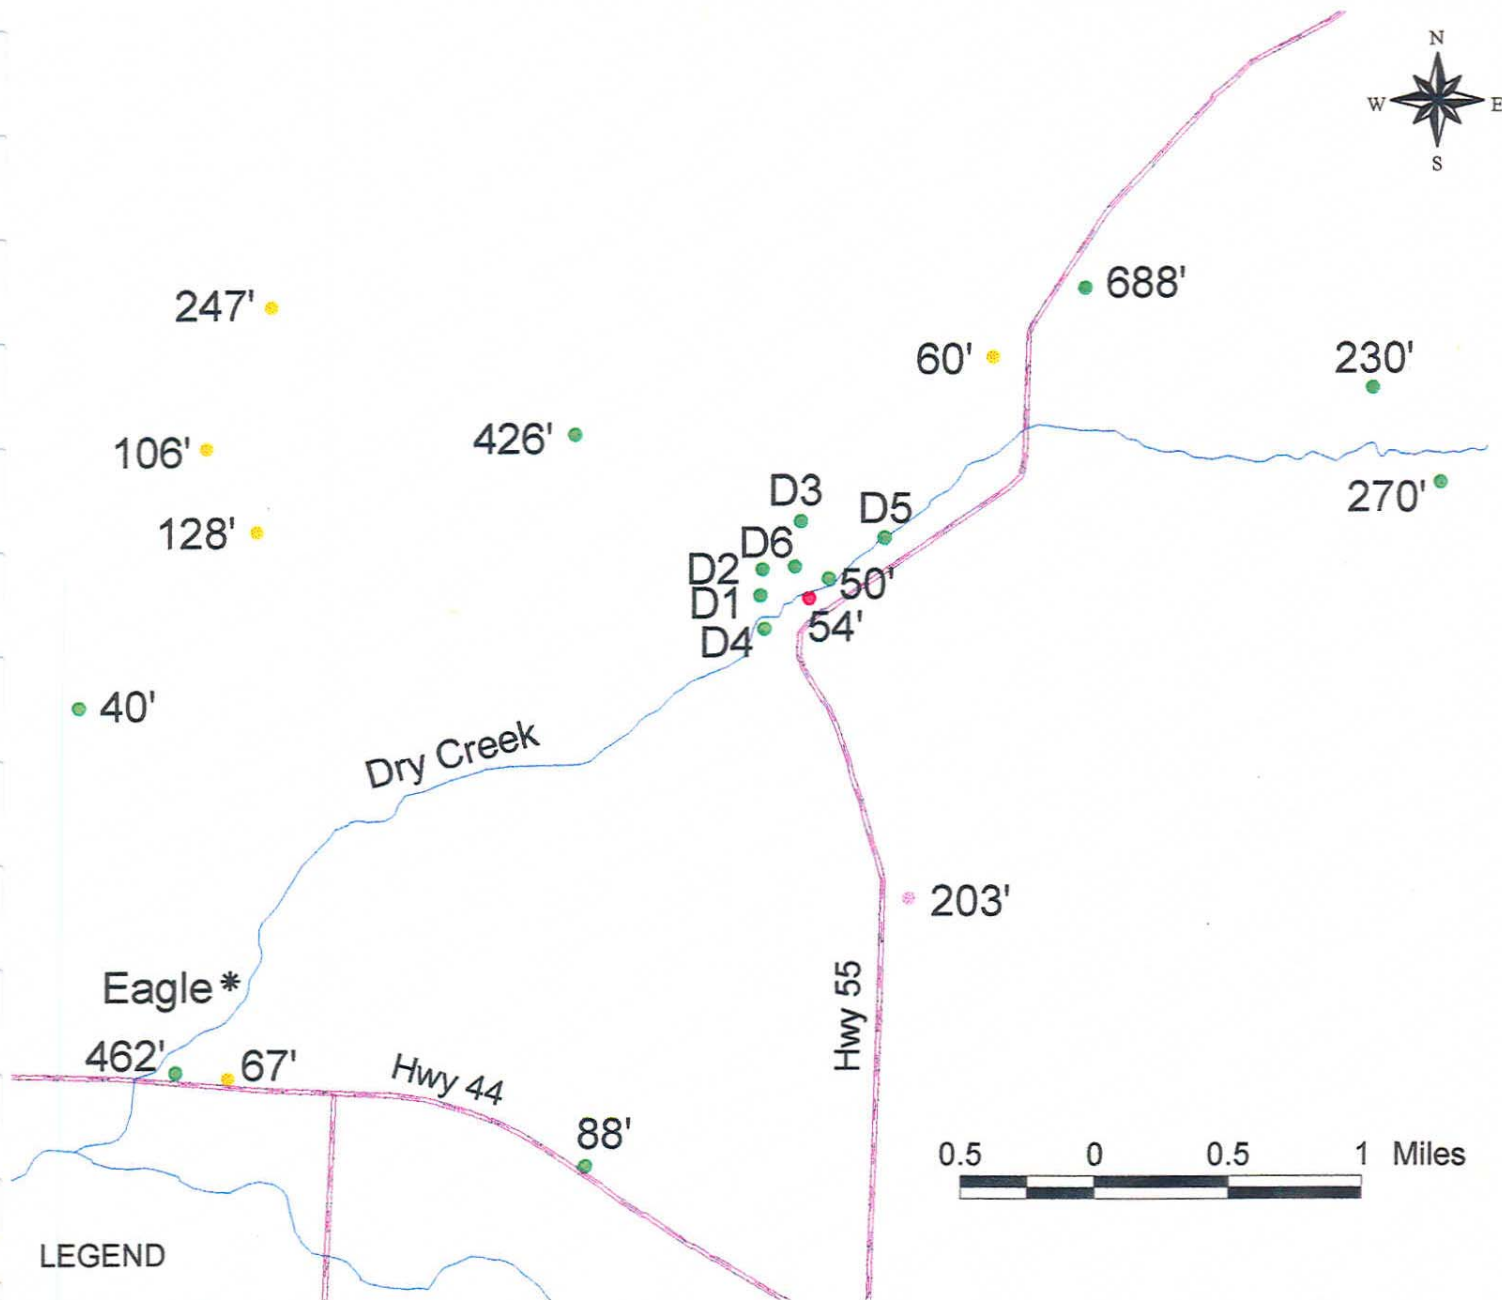 N
W E
S
688'
247'
60'
230'
426'
106'
270'
D3
D5
128'
D6
D2
50'
D1
54'
D4
40'
Dry Creek
203'
Eagle*
Hwy 55
462'
67'
Hwy 44
88'
0.5 0 0.5 1 Miles
LEGEND